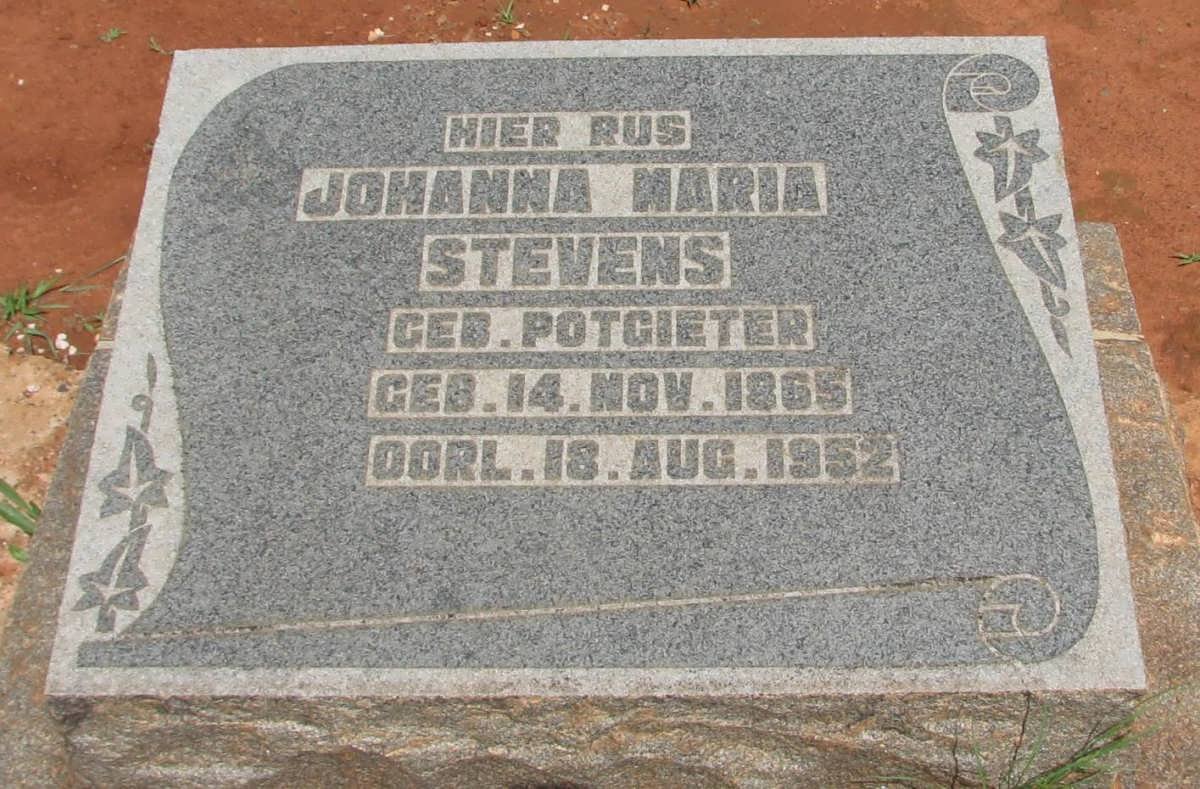 HIER RUS
JOHANNA MARIA
STEVENS
GEB. POTGIETER
GEB. 14. NOV. 1865
OORL. 18. AUG. 1952